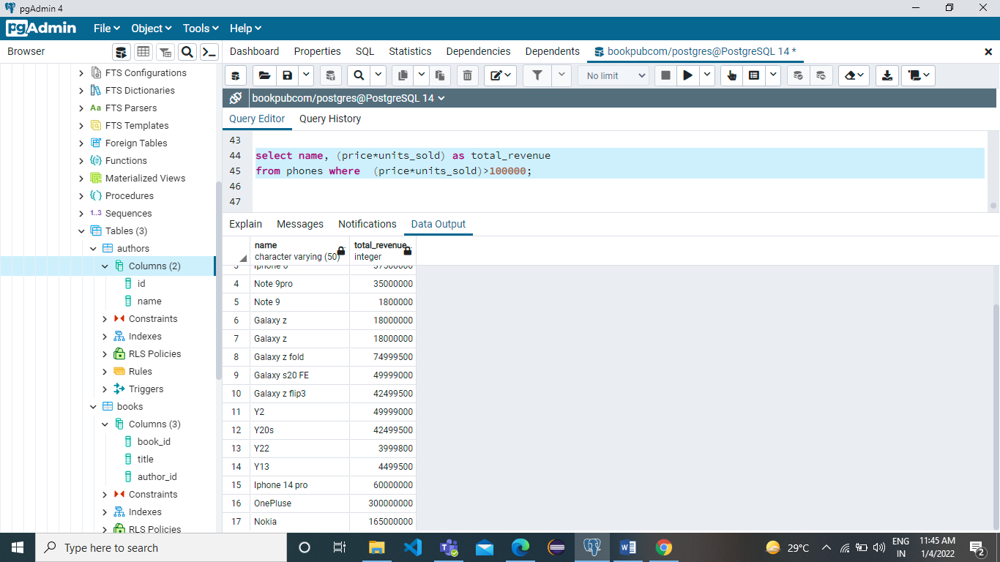 pgAdmin 4
pgAdmin File Object Tools Help
Browser
Dashboard Properties SQL Statistics Dependencies Dependents bookpubcom/postgres@PostgreSQL 14 *
No limit
bookpubcom/postgres@PostgreSQL 14
Query Editor Query History
FTS Configurations
FTS Dictionaries
Aa FTS Parsers
FTS Templates
Foreign Tables
Functions
Materialized Views
Procedures
1..3 Sequences
Tables (3)
authors
Columns (2)
id
name
Constraints
Indexes
RLS Policies
Rules
Triggers
books
Columns (3)
book_id
title
author_id
Constraints
Indexes
RLS Policies
43
44 select name, (price*units_sold) as total_revenue
45 from phones where  (price*units_sold)>100000;
46
47
Explain Messages Notifications Data Output
name total_revenue
character varying (50) integer
3 Iphone 6 37500000
4 Note 9pro 35000000
5 Note 9 1800000
6 Galaxy z 18000000
7 Galaxy z 18000000
8 Galaxy z fold 74999500
9 Galaxy s20 FE 49999000
10 Galaxy z flip3 42499500
11 Y2 49999000
12 Y20s 42499500
13 Y22 3999800
14 Y13 4499500
15 Iphone 14 pro 60000000
16 OnePluse 300000000
17 Nokia 165000000
Type here to search
29°C
ENG
IN
11:45 AM
1/4/2022
2